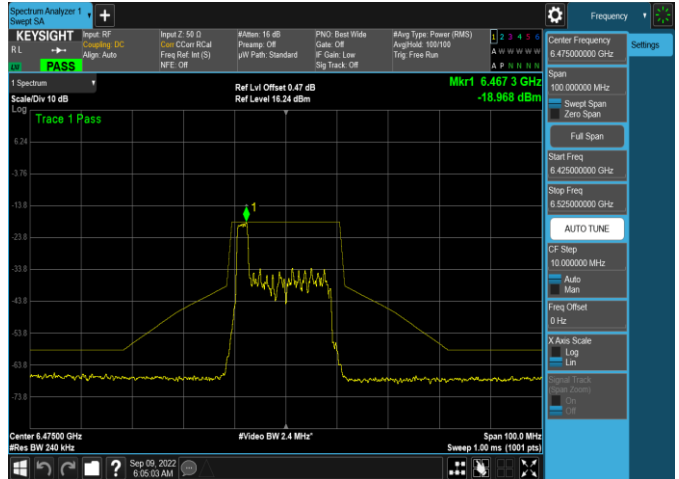 Spectrum Analyzer 1
Swept SA
Frequency
KEYSIGHT
R L
PASS
Input: RF
Coupling: DC
Align: Auto
Input Z: 50 Ω
Corr CCorr RCal
Freq Ref: Int (S)
NFE: Off
#Atten: 16 dB
Preamp: Off
µW Path: Standard
PNO: Best Wide
Gate: Off
IF Gain: Low
Sig Track: Off
#Avg Type: Power (RMS)
Avg|Hold: 100/100
Trig: Free Run
1 2 3 4 5 6
A W W W W W
A P N N N N
1 Spectrum
Scale/Div 10 dB
Ref Lvl Offset 0.47 dB
Ref Level 16.24 dBm
Mkr1 6.467 3 GHz
-18.968 dBm
Log
Trace 1 Pass
6.24
-3.76
-13.8
1
-23.8
-33.8
-43.8
-53.8
-63.8
-73.8
Center 6.47500 GHz
#Res BW 240 kHz
#Video BW 2.4 MHz*
Span 100.0 MHz
Sweep 1.00 ms (1001 pts)
Sep 09, 2022
6:05:03 AM
Center Frequency
6.475000000 GHz
Settings
Span
100.000000 MHz
Swept Span
Zero Span
Full Span
Start Freq
6.425000000 GHz
Stop Freq
6.525000000 GHz
AUTO TUNE
CF Step
10.000000 MHz
Auto
Man
Freq Offset
0 Hz
X Axis Scale
Log
Lin
Signal Track
(Span Zoom)
On
Off